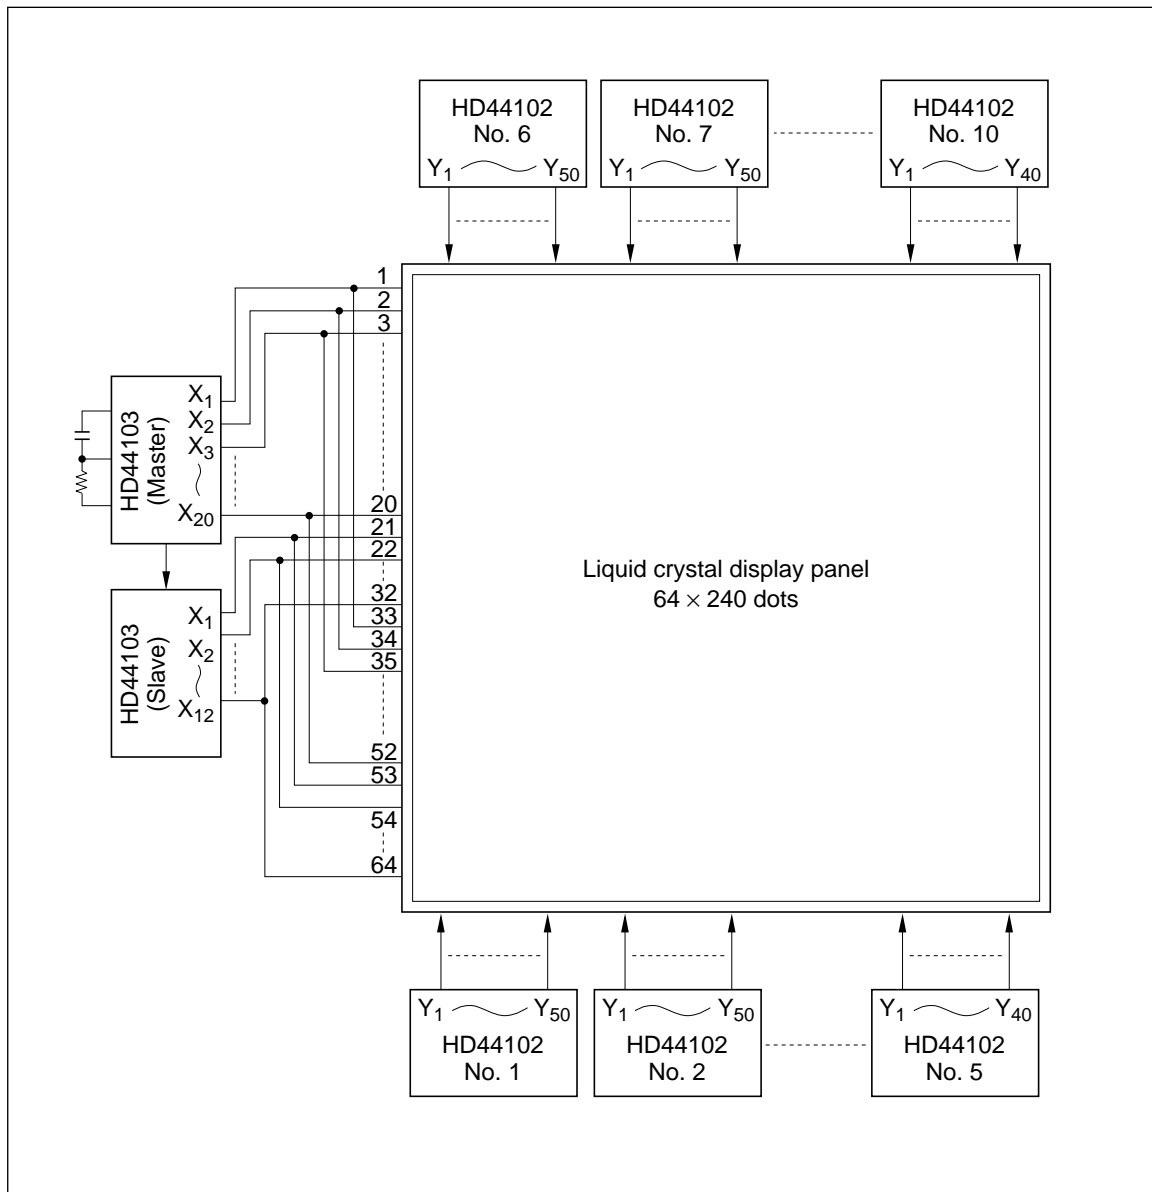 HD44102
No. 6
Y1 Y50
HD44102
No. 7
Y1 Y50
HD44102
No. 10
Y1 Y40
1
2
3
HD44103
(Master)
X1
X2
X3
X20
20
21
22
32
33
34
35
52
53
54
64
HD44103
(Slave)
X1
X2
X12
Liquid crystal display panel
64 × 240 dots
Y1 Y50
HD44102
No. 1
Y1 Y50
HD44102
No. 2
Y1 Y40
HD44102
No. 5